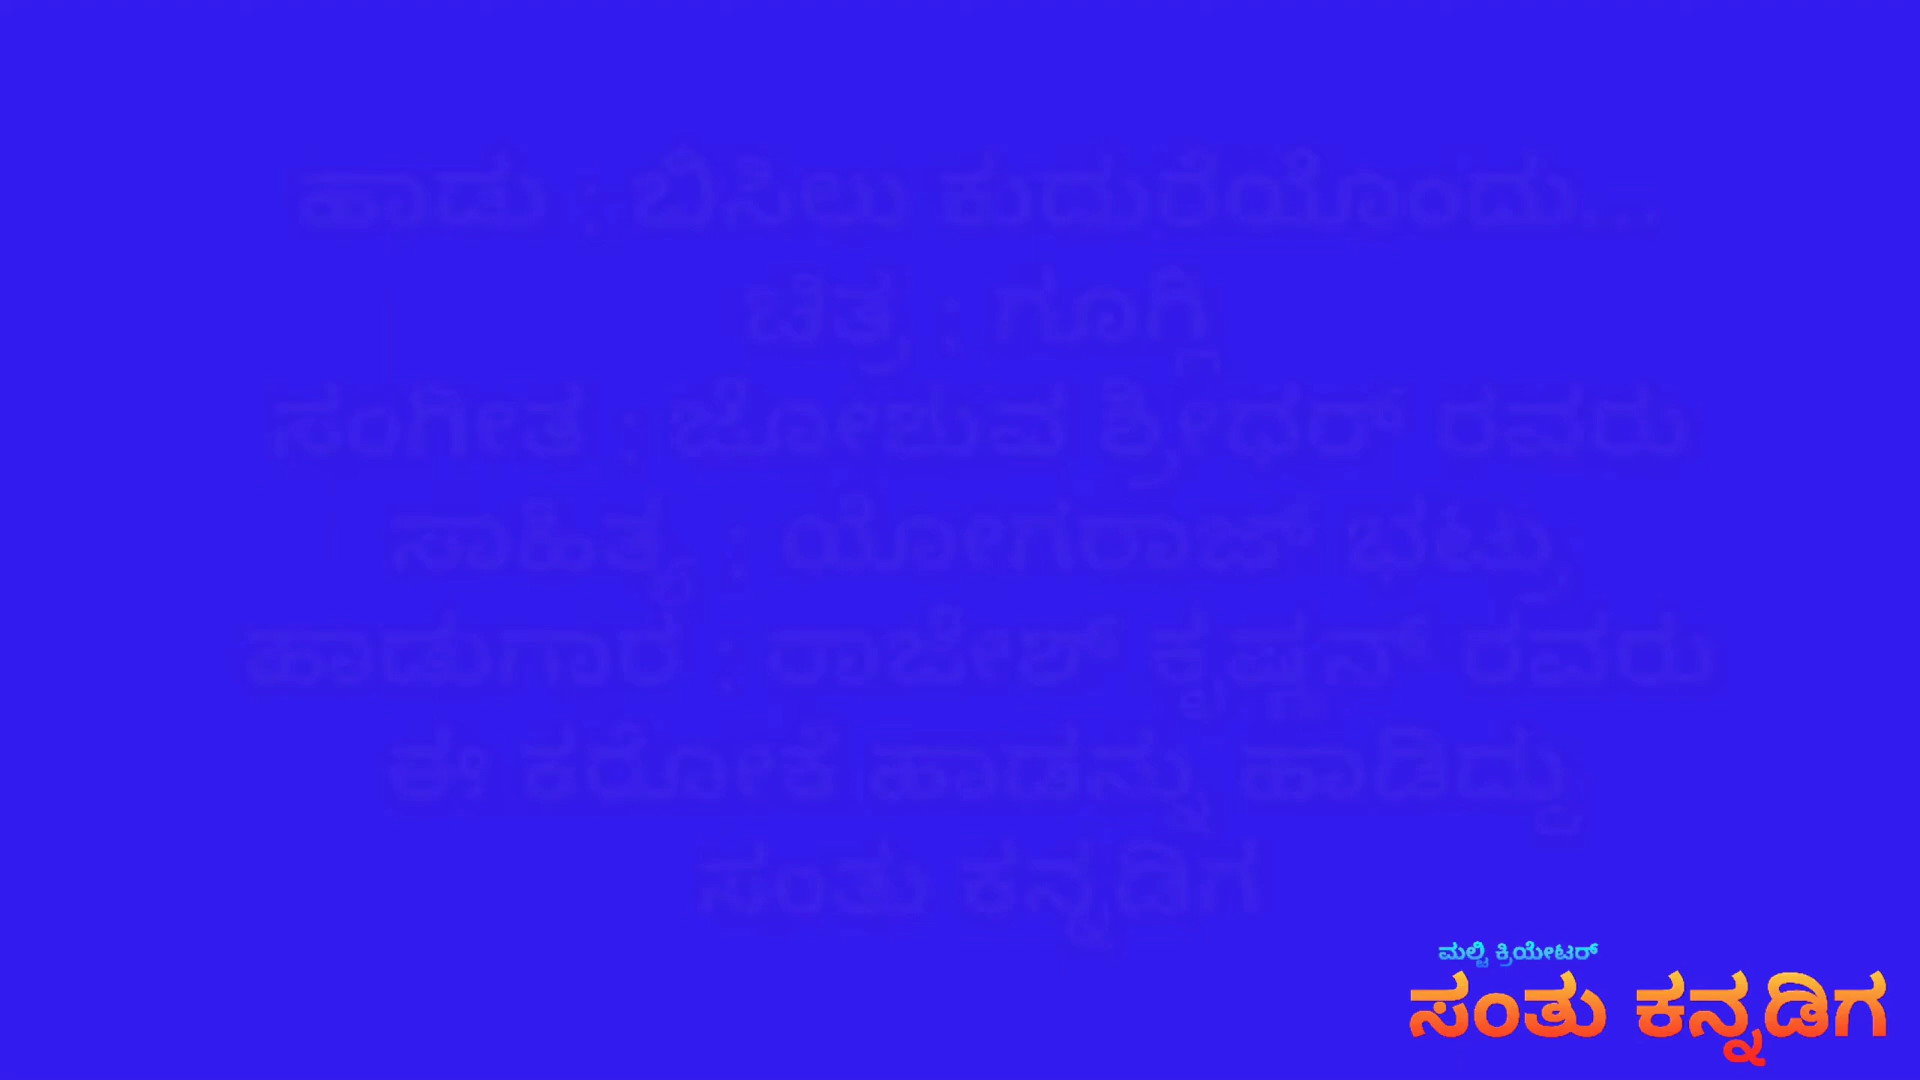 ಹಾಡು : ಬಿಸಿಲು ಕುದುರೆಯೊಂದು...
ಚಿತ್ರ : ಗೂಗ್ಲಿ
ಸಂಗೀತ : ಜೋಶುವ ಶ್ರೀಧರ್ ರವರು
ಸಾಹಿತ್ಯ : ಯೋಗರಾಜ್ ಭಟ್ರು
ಹಾಡುಗಾರ : ರಾಜೇಶ್ ಕೃಷ್ಣನ್ ರವರು
ಈ ಕರೋಕೆ ಹಾಡನ್ನು ಹಾಡಿದ್ದು
ಸಂತು ಕನ್ನಡಿಗ
ಮಲ್ಟಿ ಕ್ರಿಯೇಟರ್
ಸಂತು ಕನ್ನಡಿಗ